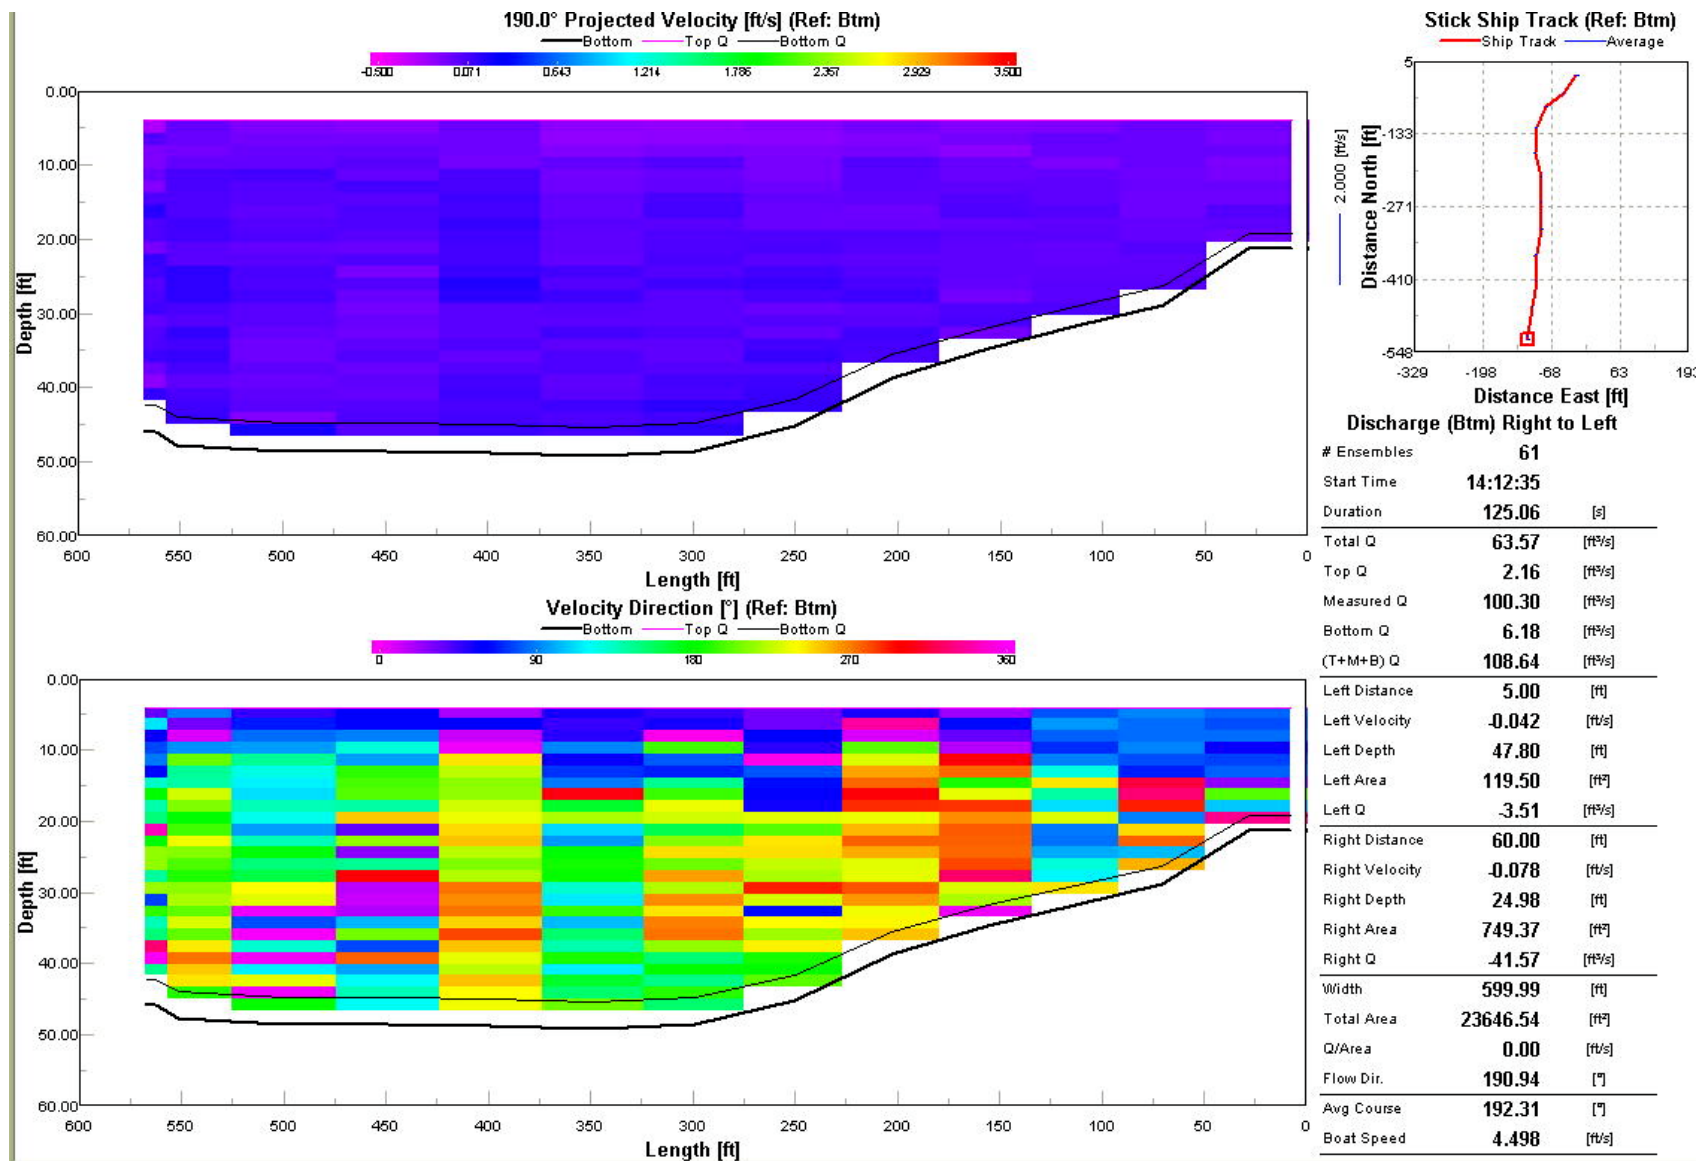 190.0° Projected Velocity [ft/s] (Ref: Btm)
Bottom Top Q Bottom Q
-0.500 0.071 0.643 1.214 1.786 2.357 2.929 3.500
0.00
10.00
20.00
30.00
40.00
50.00
60.00
Depth [ft]
600 550 500 450 400 350 300 250 200 150 100 50 0
Length [ft]
Velocity Direction [°] (Ref: Btm)
Bottom Top Q Bottom Q
0 90 180 270 360
0.00
10.00
20.00
30.00
40.00
50.00
60.00
Depth [ft]
600 550 500 450 400 350 300 250 200 150 100 50 0
Length [ft]
Stick Ship Track (Ref: Btm)
Ship Track Average
2.000 [ft/s]
Distance North [ft]
5
-133
-271
-410
-548
-329 -198 -68 63 193
Distance East [ft]
Discharge (Btm) Right to Left
# Ensembles 61
Start Time 14:12:35
Duration 125.06 [s]
Total Q 63.57 [ft³/s]
Top Q 2.16 [ft³/s]
Measured Q 100.30 [ft³/s]
Bottom Q 6.18 [ft³/s]
(T+M+B) Q 108.64 [ft³/s]
Left Distance 5.00 [ft]
Left Velocity -0.042 [ft/s]
Left Depth 47.80 [ft]
Left Area 119.50 [ft²]
Left Q -3.51 [ft³/s]
Right Distance 60.00 [ft]
Right Velocity -0.078 [ft/s]
Right Depth 24.98 [ft]
Right Area 749.37 [ft²]
Right Q -41.57 [ft³/s]
Width 599.99 [ft]
Total Area 23646.54 [ft²]
Q/Area 0.00 [ft/s]
Flow Dir. 190.94 [°]
Avg Course 192.31 [°]
Boat Speed 4.498 [ft/s]